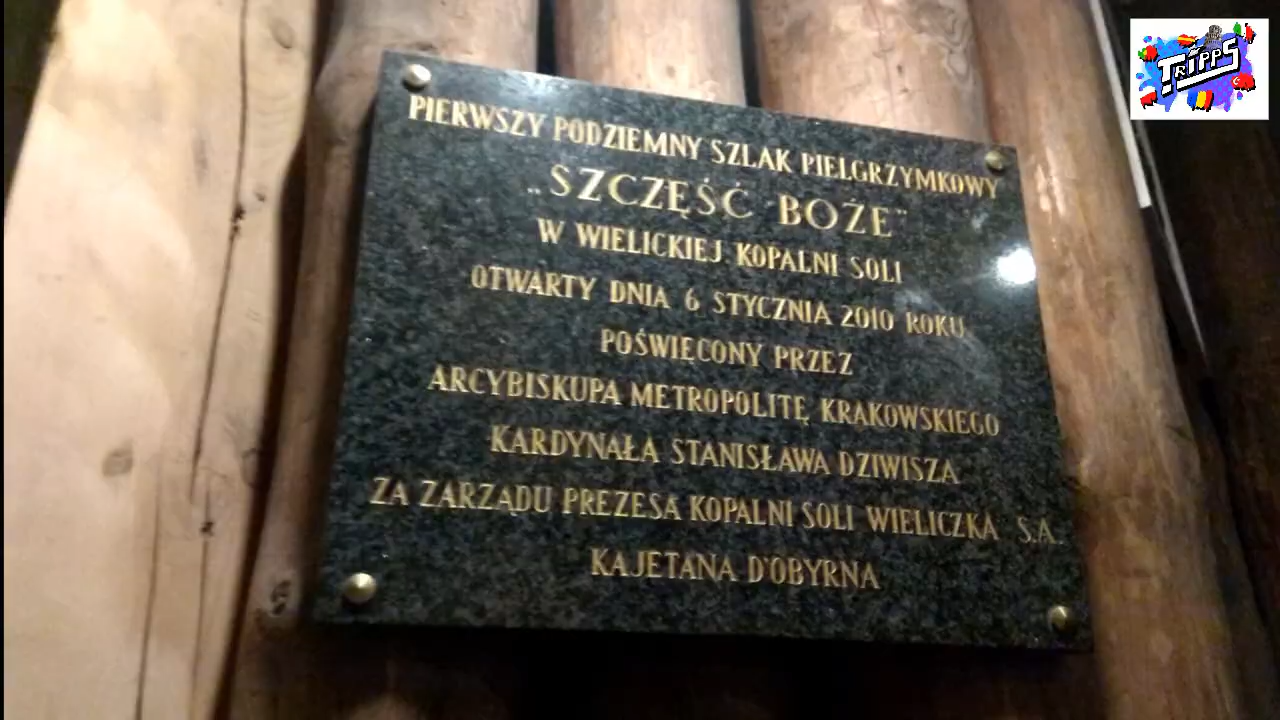 PIERWSZY PODZIEMNY SZLAK PIELGRZYMKOWY
„SZCZĘŚĆ BOŻE"
W WIELICKIEJ KOPALNI SOLI
OTWARTY DNIA 6 STYCZNIA 2010 ROKU
POŚWIĘCONY PRZEZ
ARCYBISKUPA METROPOLITĘ KRAKOWSKIEGO
KARDYNAŁA STANISŁAWA DZIWISZA
ZA ZARZĄDU PREZESA KOPALNI SOLI WIELICZKA S.A.
KAJETANA D'OBYRNA
TRIPPS